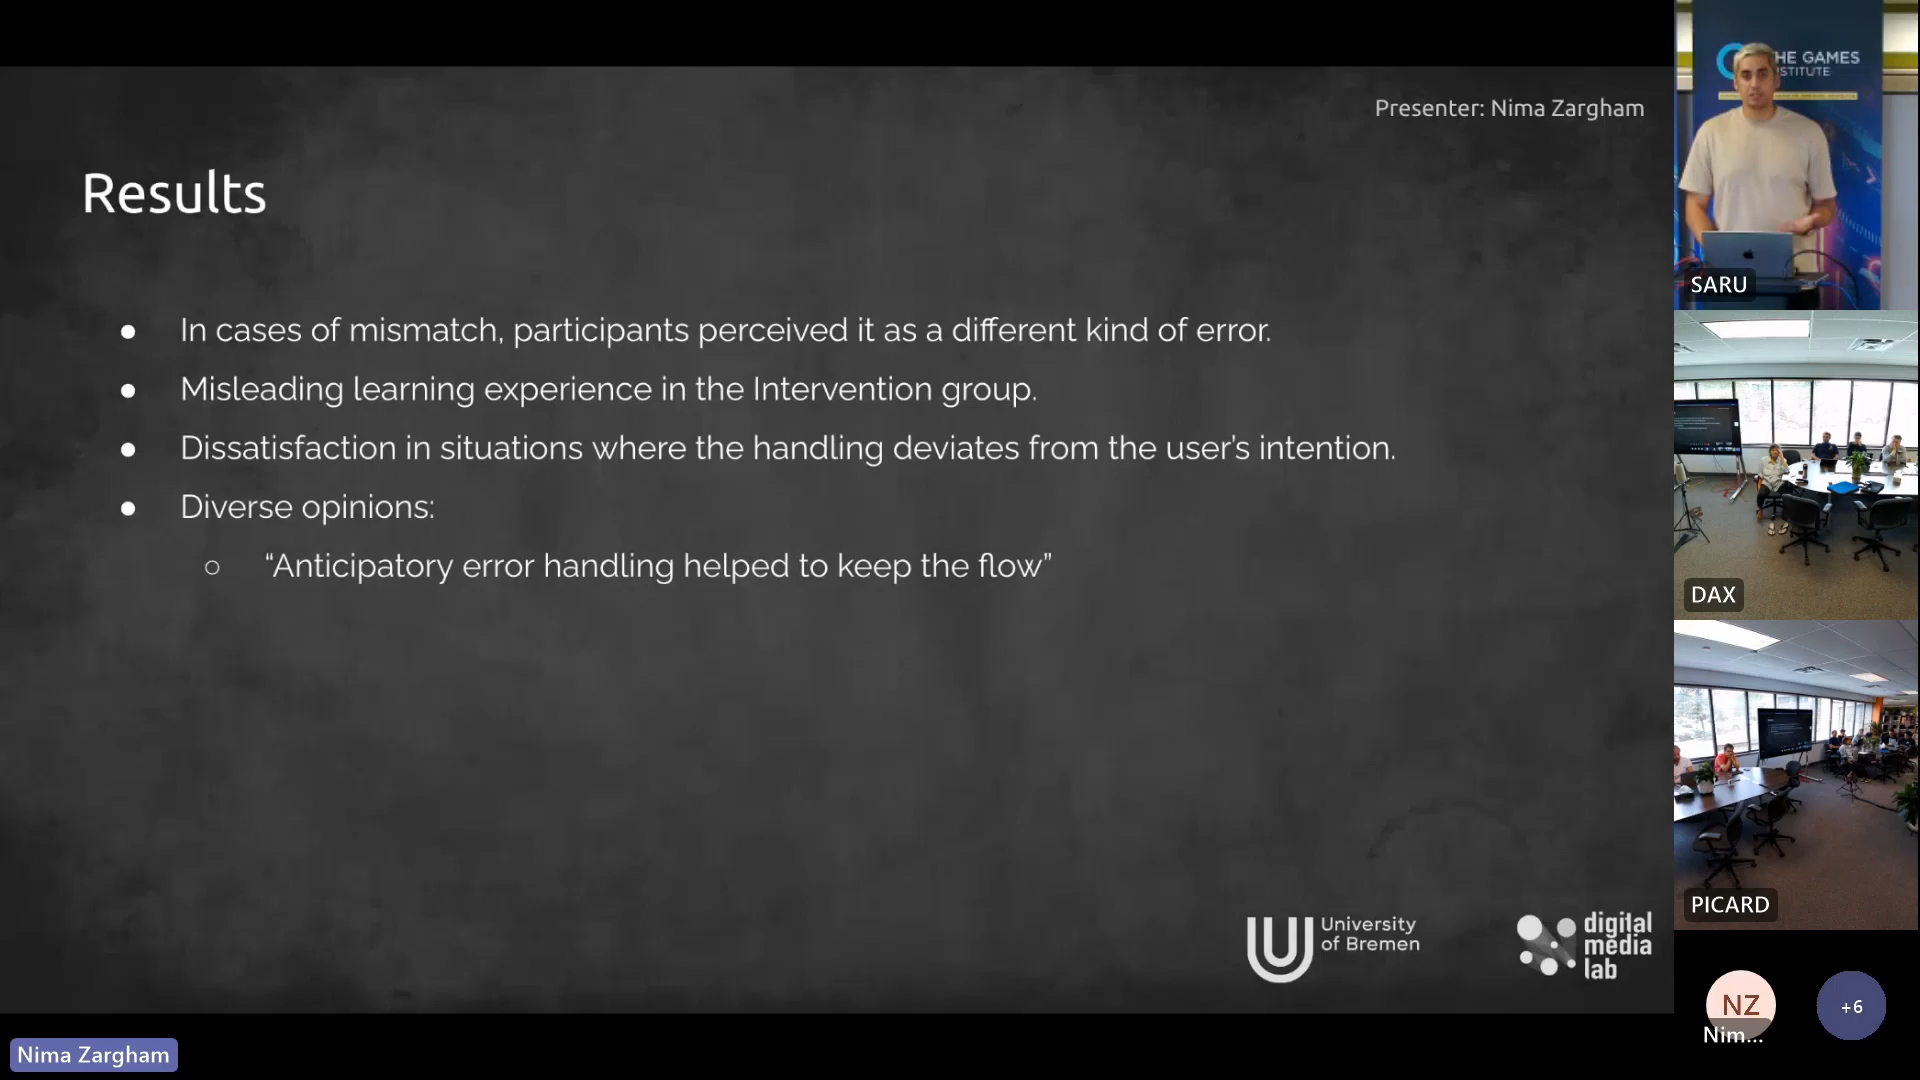 Presenter: Nima Zargham
Results
● In cases of mismatch, participants perceived it as a different kind of error.
● Misleading learning experience in the Intervention group.
● Dissatisfaction in situations where the handling deviates from the user’s intention.
● Diverse opinions:
○ “Anticipatory error handling helped to keep the flow”
University
of Bremen
digital
media
lab
Nima Zargham
HE GAMES
STITUTE
SARU
DAX
PICARD
NZ
Nim...
+6